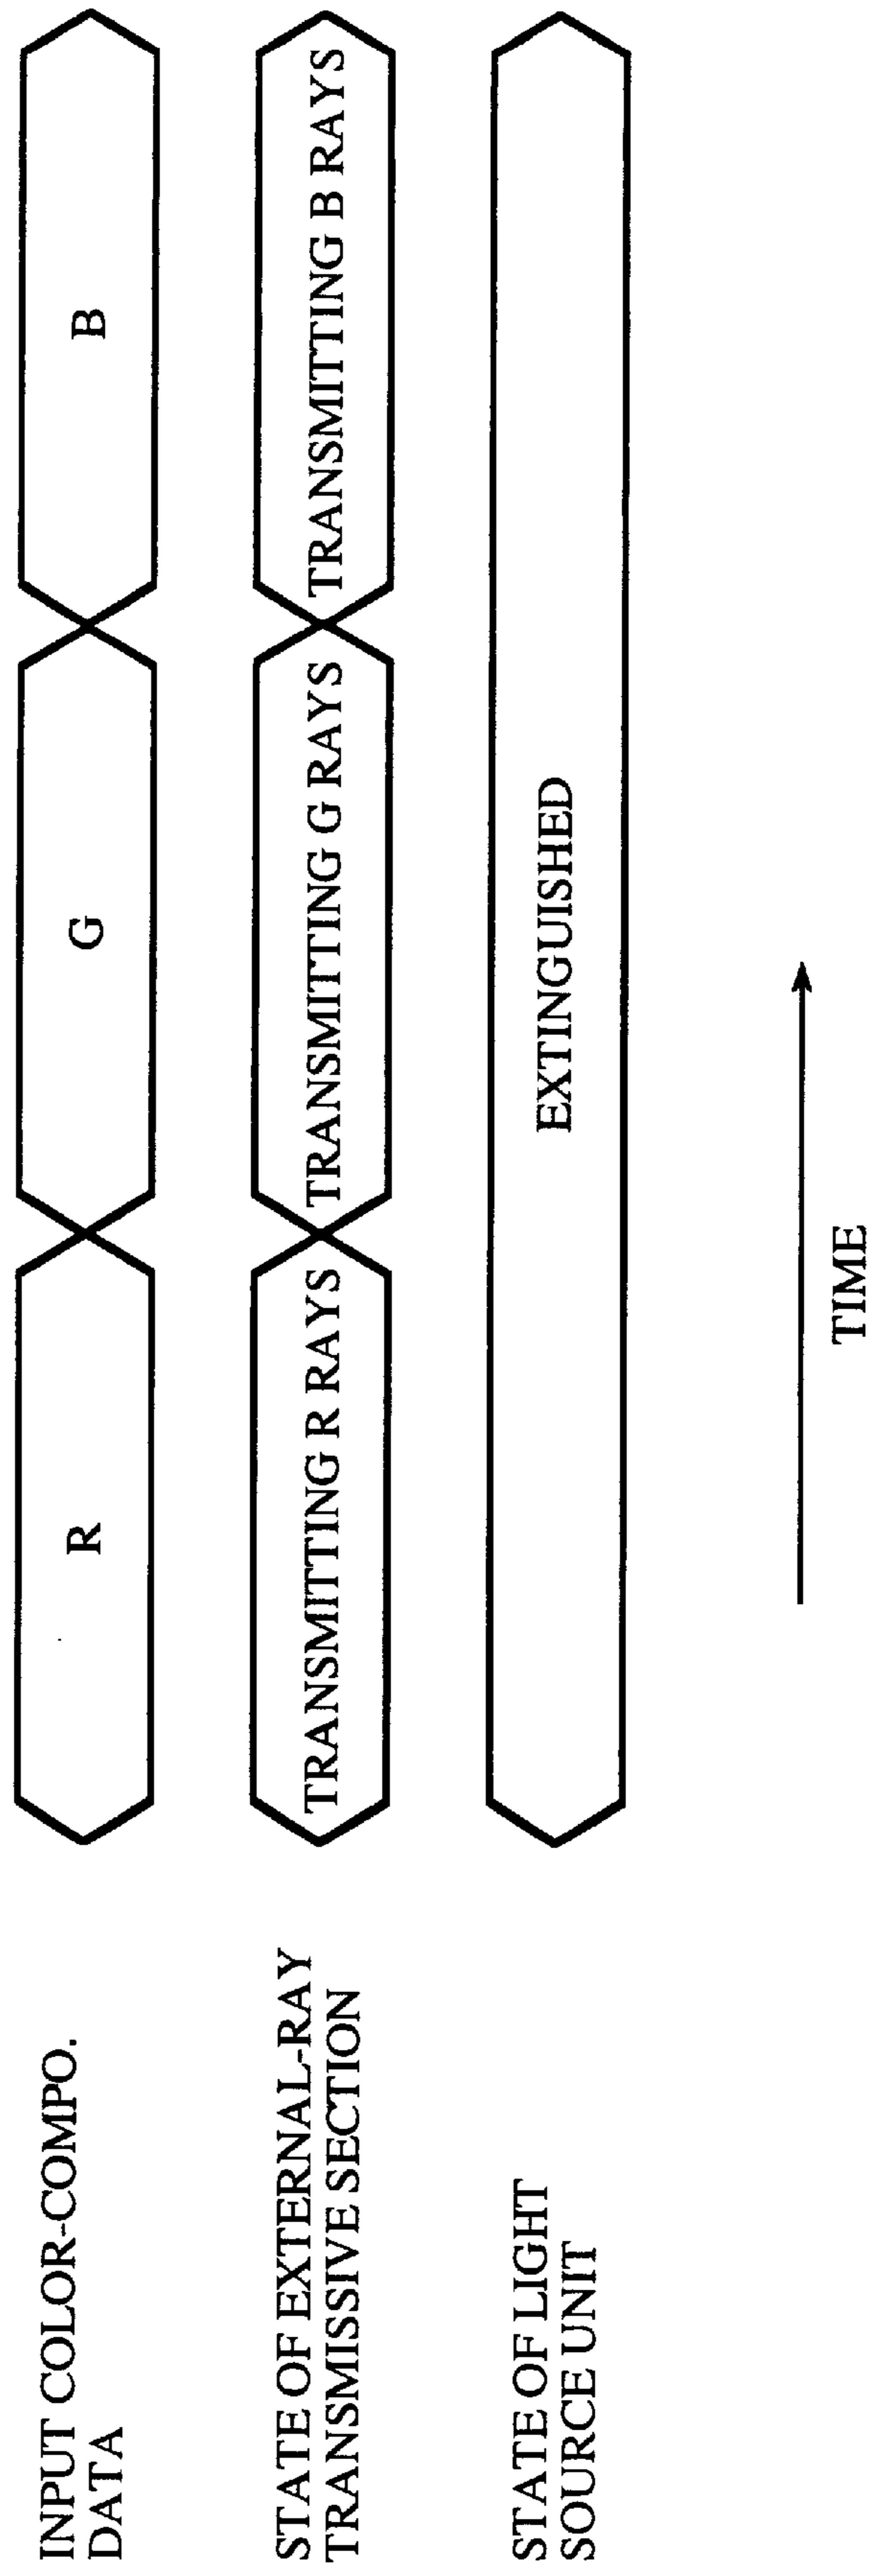 INPUT COLOR-COMPO.
DATA
R
G
B
STATE OF EXTERNAL-RAY
TRANSMISSIVE SECTION
TRANSMITTING R RAYS
TRANSMITTING G RAYS
TRANSMITTING B RAYS
STATE OF LIGHT
SOURCE UNIT
EXTINGUISHED
TIME